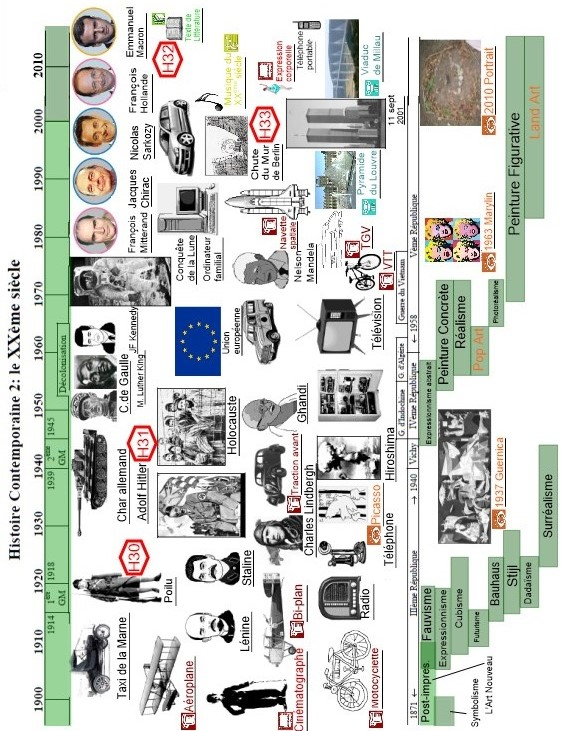 Histoire Contemporaine 2: le XXème siècle
1900
1910
1914
1ère
GM
1918
1920
1930
1939
2ème
GM
1945
1940
1950
Décolonisation
1960
1970
1980
1990
2000
2010
Taxi de la Marne
Poilu
H30
Char allemand
Adolf Hitler
H31
C.de Gaulle
M. Luther King
JF Kennedy
François
Mitterand
Jacques
Chirac
Nicolas
Sarkozy
François
Hollande
Emmanuel
Macron
H32
Texte de
Littérature
Aéroplane
Lénine
Staline
Holocauste
Union
européenne
Conquête
de la Lune
Ordinateur
familial
Chute
du Mur
de Berlin
H33
Musique du
XXème siècle
Cinématographe
Bi-plan
Charles Lindbergh
Traction avant
Ghandi
Nelson
Mandela
Navette
spatiale
Expression
corporelle
Téléphone
portable
Motocyclette
Radio
Téléphone
Picasso
Hiroshima
Télévision
VTT
TGV
Pyramide
du Louvre
11 sept
2001
Viaduc
de Millau
1871
IIIème République
1940
Vichy
IVème République
G. d'Indochine
G. d'Algérie
1958
Guerre du Vietnam
Vème République
Post-impres.
Fauvisme
Expressionnisme
Cubisme
Futurisme
Bauhaus
Stijl
Dadaïsme
Surréalisme
Symbolisme
L'Art Nouveau
1937 Guernica
Expressionnisme abstrait
Peinture Concrète
Réalisme
Pop Art
Photoréalisme
1963 Marylin
Peinture Figurative
Land Art
2010 Portrait